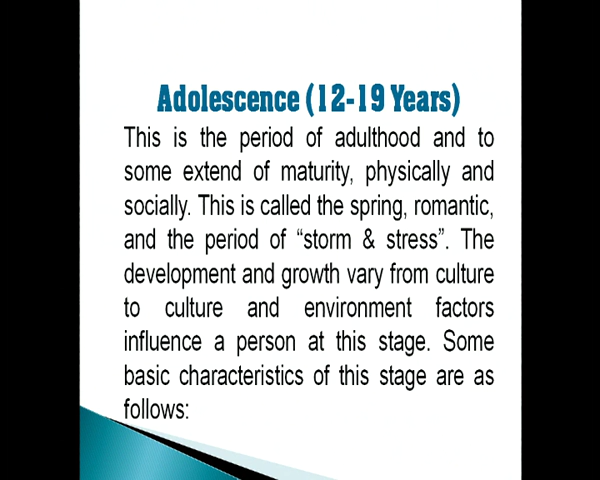 Adolescence (12-19 Years)
This is the period of adulthood and to
some extend of maturity, physically and
socially. This is called the spring, romantic,
and the period of “storm & stress”. The
development and growth vary from culture
to culture and environment factors
influence a person at this stage. Some
basic characteristics of this stage are as
follows: